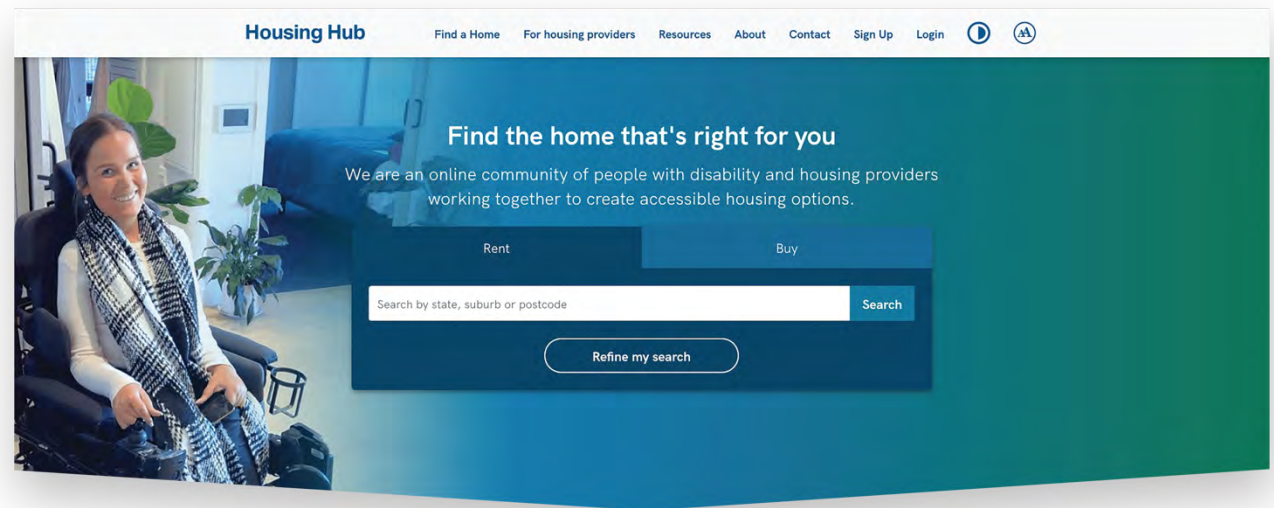 Housing Hub
Find a Home
For housing providers
Resources
About
Contact
Sign Up
Login
AA
Find the home that's right for you
We are an online community of people with disability and housing providers
working together to create accessible housing options.
Rent
Buy
Search by state, suburb or postcode
Search
Refine my search